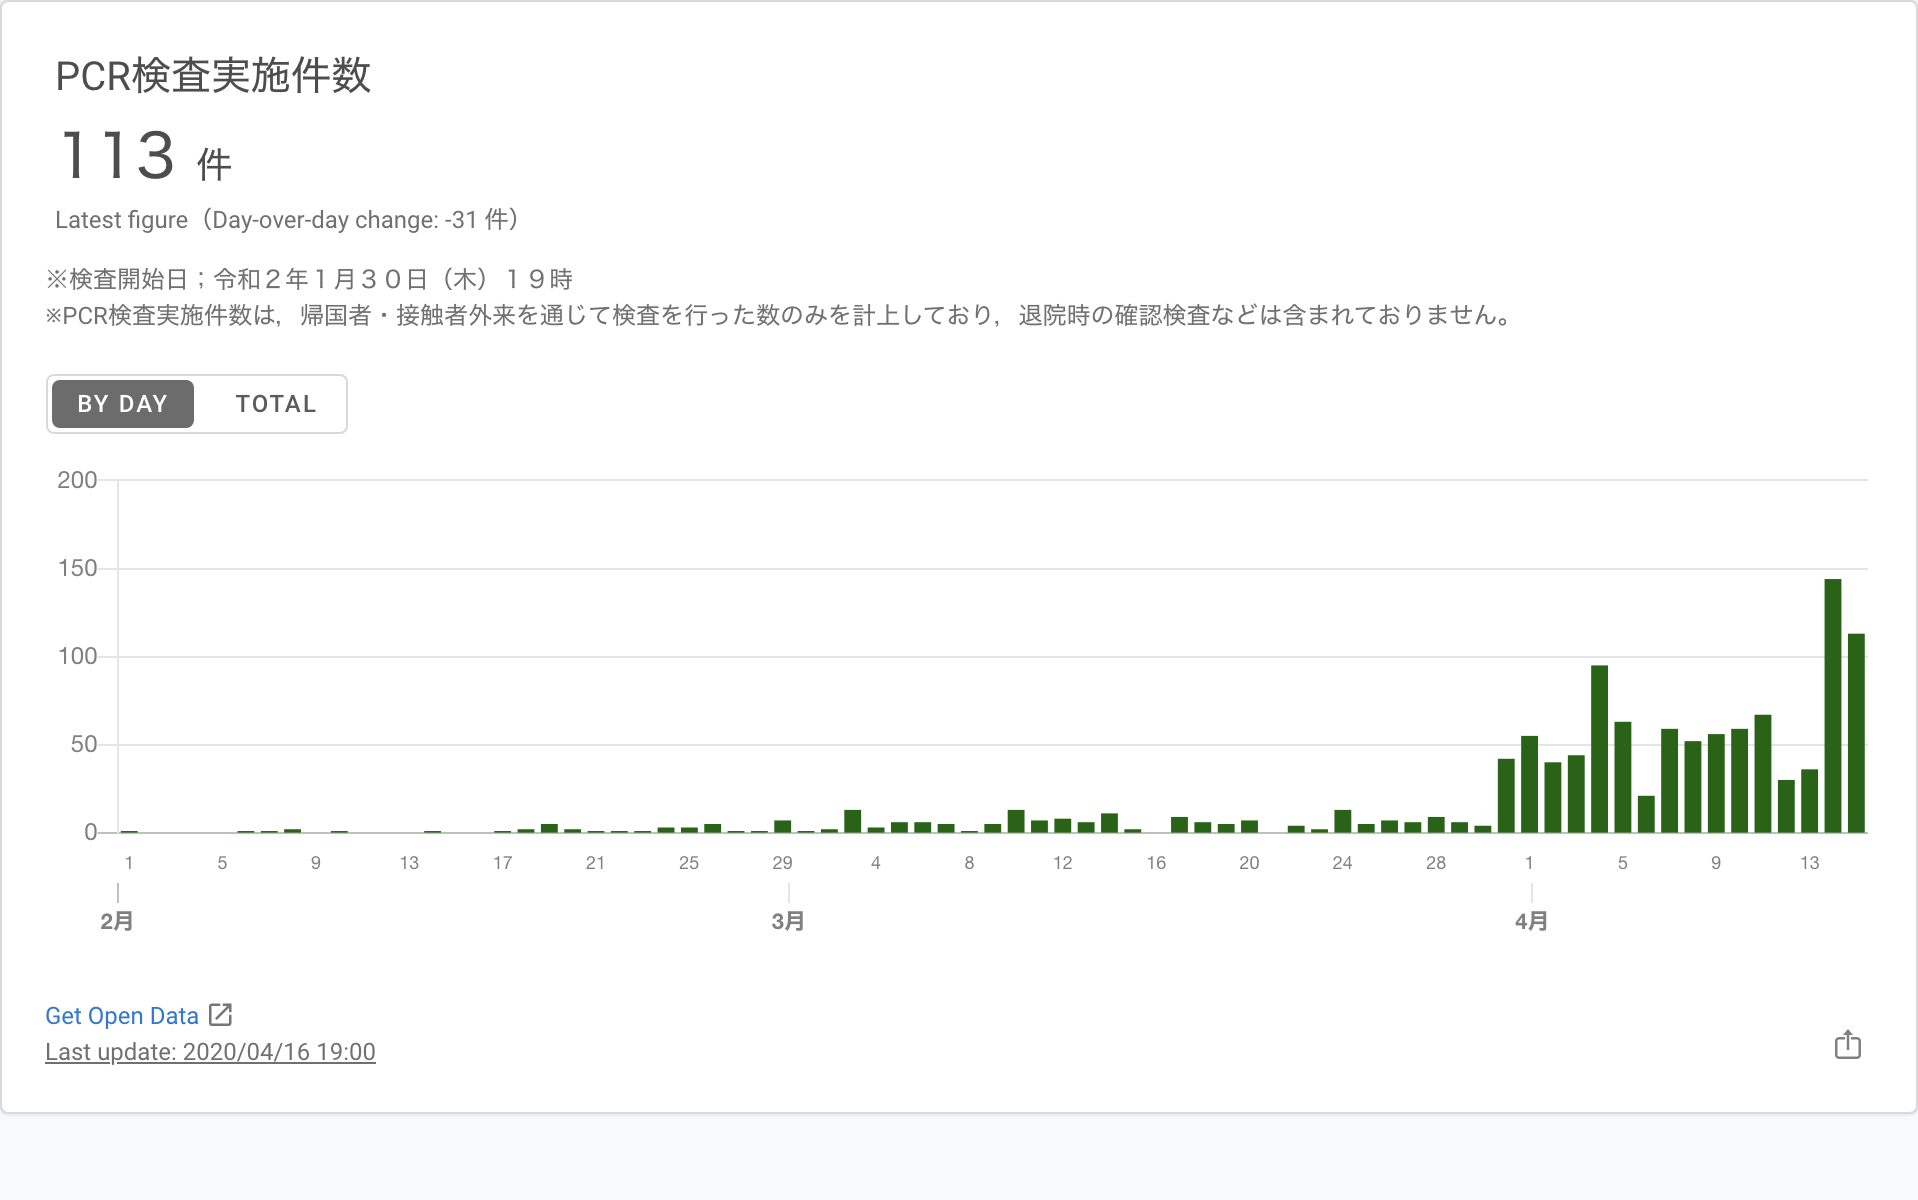 PCR検査実施件数
113 件
Latest figure（Day-over-day change: -31 件）
※検査開始日；令和２年１月３０日（木）１９時
※PCR検査実施件数は，帰国者・接触者外来を通じて検査を行った数のみを計上しており，退院時の確認検査などは含まれておりません。
BY DAY TOTAL
200
150
100
50
0
1 5 9 13 17 21 25 29 4 8 12 16 20 24 28 1 5 9 13
2月 3月 4月
Get Open Data
Last update: 2020/04/16 19:00